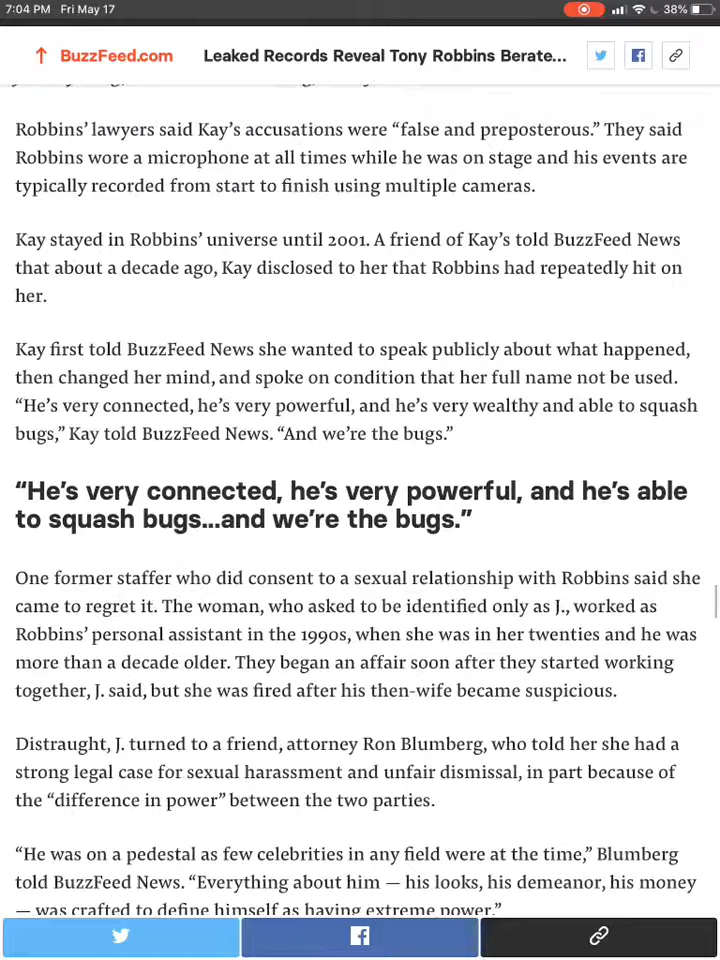 7:04 PM Fri May 17
38%
↑ BuzzFeed.com Leaked Records Reveal Tony Robbins Berate...
Robbins’ lawyers said Kay’s accusations were “false and preposterous.” They said
Robbins wore a microphone at all times while he was on stage and his events are
typically recorded from start to finish using multiple cameras.
Kay stayed in Robbins’ universe until 2001. A friend of Kay’s told BuzzFeed News
that about a decade ago, Kay disclosed to her that Robbins had repeatedly hit on
her.
Kay first told BuzzFeed News she wanted to speak publicly about what happened,
then changed her mind, and spoke on condition that her full name not be used.
“He’s very connected, he’s very powerful, and he’s very wealthy and able to squash
bugs,” Kay told BuzzFeed News. “And we’re the bugs.”
“He’s very connected, he’s very powerful, and he’s able
to squash bugs...and we’re the bugs.”
One former staffer who did consent to a sexual relationship with Robbins said she
came to regret it. The woman, who asked to be identified only as J., worked as
Robbins’ personal assistant in the 1990s, when she was in her twenties and he was
more than a decade older. They began an affair soon after they started working
together, J. said, but she was fired after his then-wife became suspicious.
Distraught, J. turned to a friend, attorney Ron Blumberg, who told her she had a
strong legal case for sexual harassment and unfair dismissal, in part because of
the “difference in power” between the two parties.
“He was on a pedestal as few celebrities in any field were at the time,” Blumberg
told BuzzFeed News. “Everything about him — his looks, his demeanor, his money
— was crafted to define himself as having extreme power.”